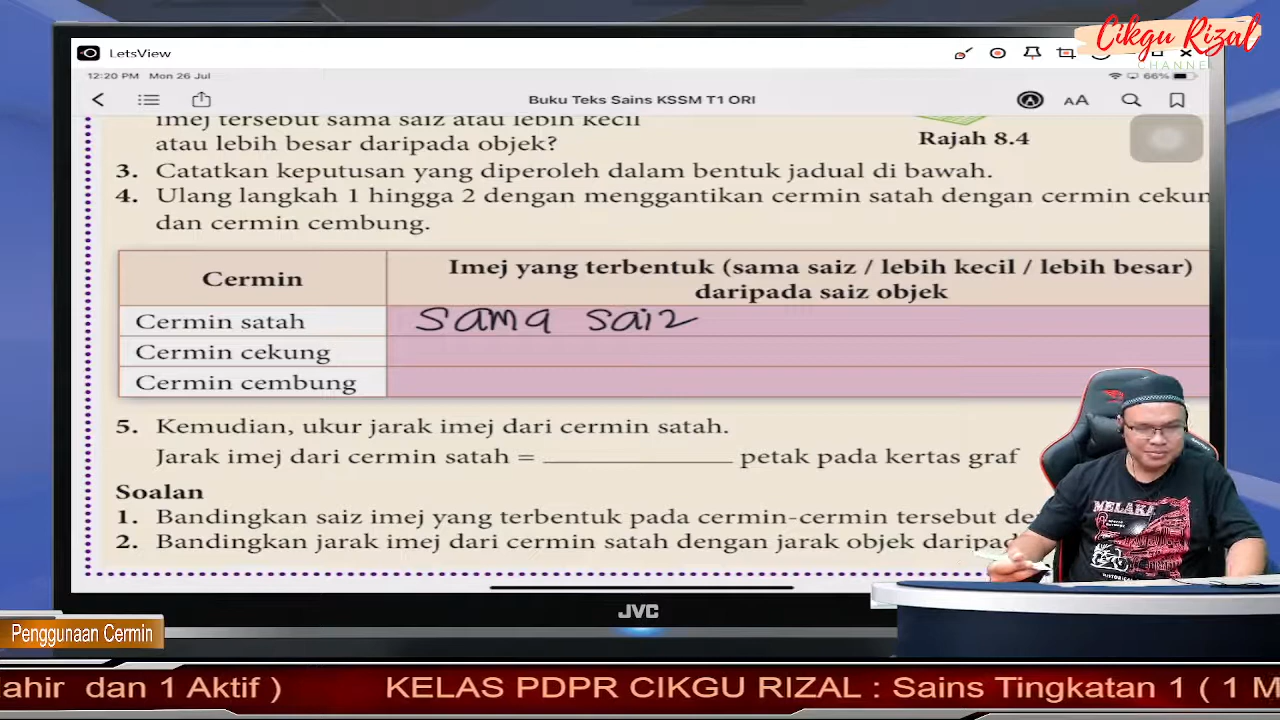 Cikgu Rizal
CHANNEL
LetsView
12:20 PM Mon 26 Jul
66%
Buku Teks Sains KSSM T1 ORI
AA
imej tersebut sama saiz atau lebih kecil
atau lebih besar daripada objek?
Rajah 8.4
3. Catatkan keputusan yang diperoleh dalam bentuk jadual di bawah.
4. Ulang langkah 1 hingga 2 dengan menggantikan cermin satah dengan cermin cekun
dan cermin cembung.
Cermin
Imej yang terbentuk (sama saiz / lebih kecil / lebih besar)
daripada saiz objek
Cermin satah
sama saiz
Cermin cekung
Cermin cembung
5. Kemudian, ukur jarak imej dari cermin satah.
Jarak imej dari cermin satah = ______________ petak pada kertas graf
Soalan
1. Bandingkan saiz imej yang terbentuk pada cermin-cermin tersebut de
2. Bandingkan jarak imej dari cermin satah dengan jarak objek daripad
MELAKA
JVC
Penggunaan Cermin
lahir dan 1 Aktif ) KELAS PDPR CIKGU RIZAL : Sains Tingkatan 1 ( 1 M